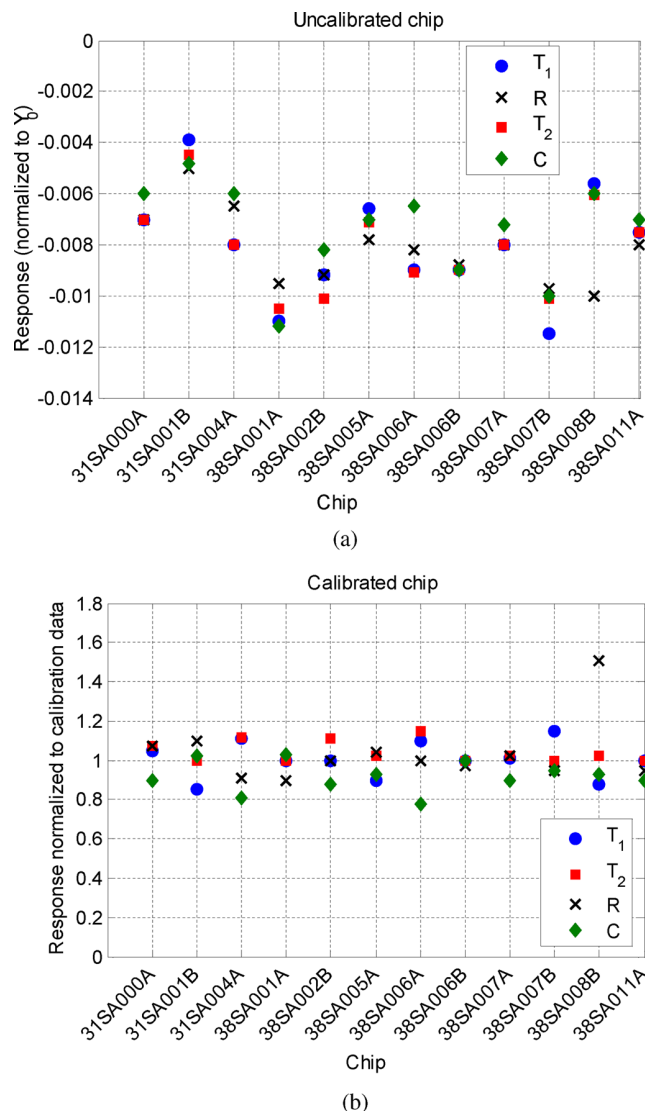 Uncalibrated chip
Response (normalized to Y0)
0
-0.002
-0.004
-0.006
-0.008
-0.01
-0.012
-0.014
T1
R
T2
C
31SA000A
31SA001B
31SA004A
38SA001A
38SA002B
38SA005A
38SA006A
38SA006B
38SA007A
38SA007B
38SA008B
38SA011A
Chip
(a)
Calibrated chip
Response normalized to calibration data
1.8
1.6
1.4
1.2
1
0.8
0.6
0.4
0.2
0
T1
T2
R
C
31SA000A
31SA001B
31SA004A
38SA001A
38SA002B
38SA005A
38SA006A
38SA006B
38SA007A
38SA007B
38SA008B
38SA011A
Chip
(b)